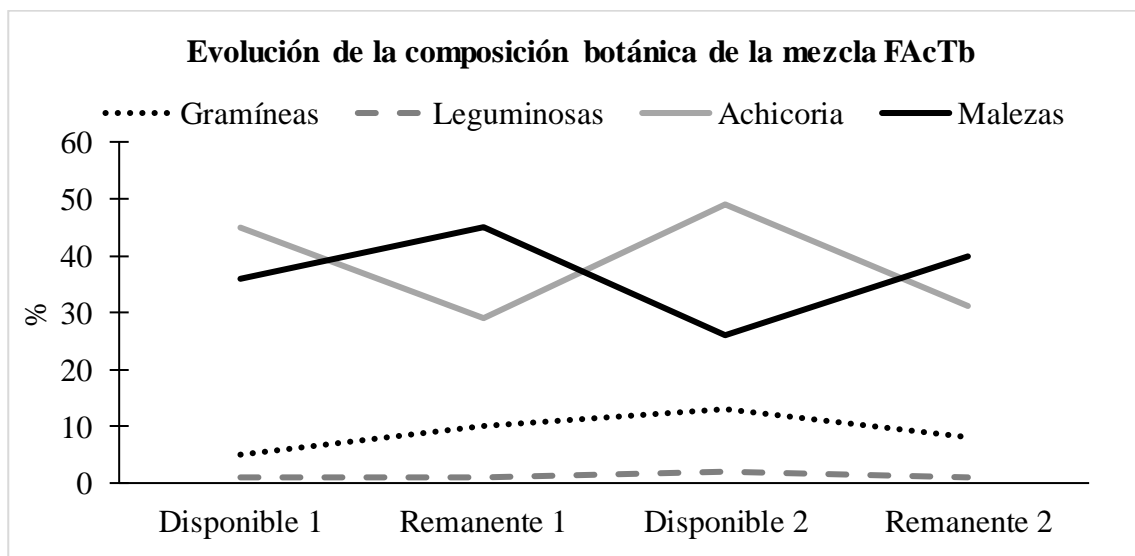 Evolución de la composición botánica de la mezcla FAcTb
Gramíneas Leguminosas Achicoria Malezas
60
50
40
30
20
10
0
%
Disponible 1 Remanente 1 Disponible 2 Remanente 2